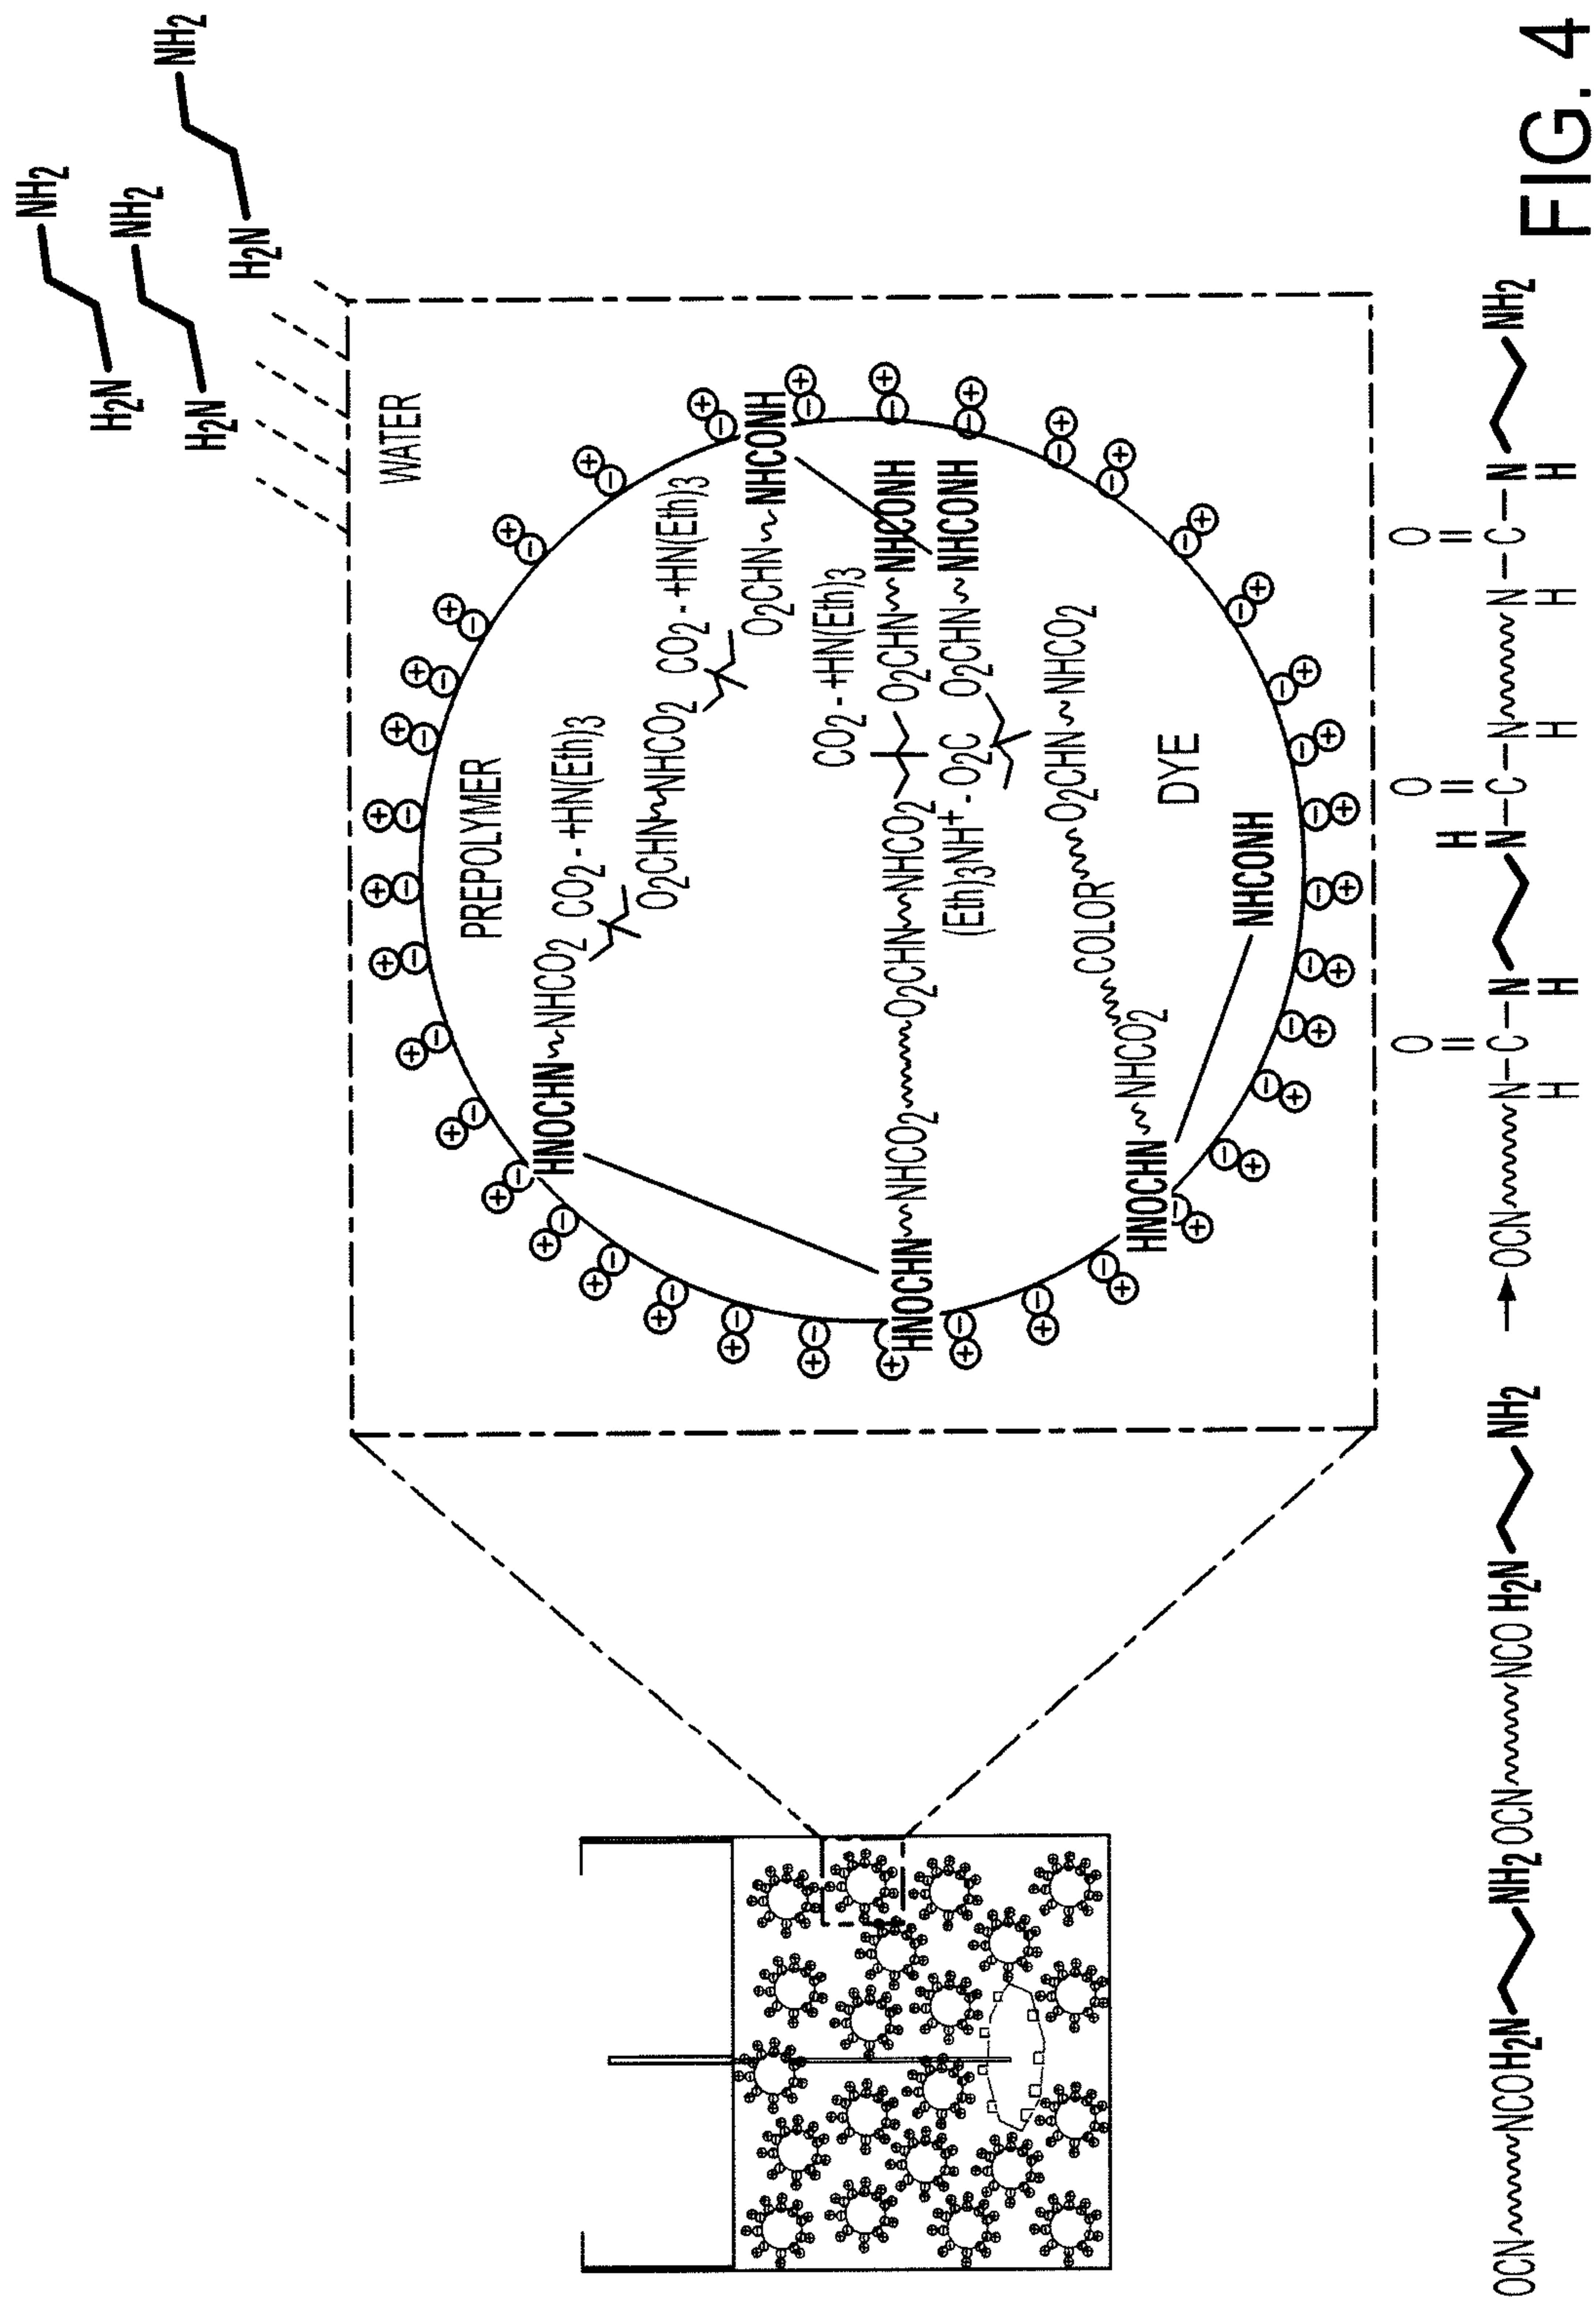 H2N NH2
H2N NH2
H2N NH2
WATER
PREPOLYMER
HNOCHN NHCO2 CO2 - +HN(Eth)3
O2CHN NHCO2 CO2 - +HN(Eth)3
O2CHN NHCONH
CO2 - +HN(Eth)3
HNOCHN NHCO2 O2CHN NHCO2 O2CHN NHCONH
(Eth)3NH+ - O2C O2CHN NHCONH
HNOCHN NHCO2 COLOR O2CHN NHCO2
DYE
NHCONH
O O O
H
OCN NCO H2N NH2 OCN NCO H2N NH2 OCN N C N N C N N C N NH2
H H H H H
FIG. 4